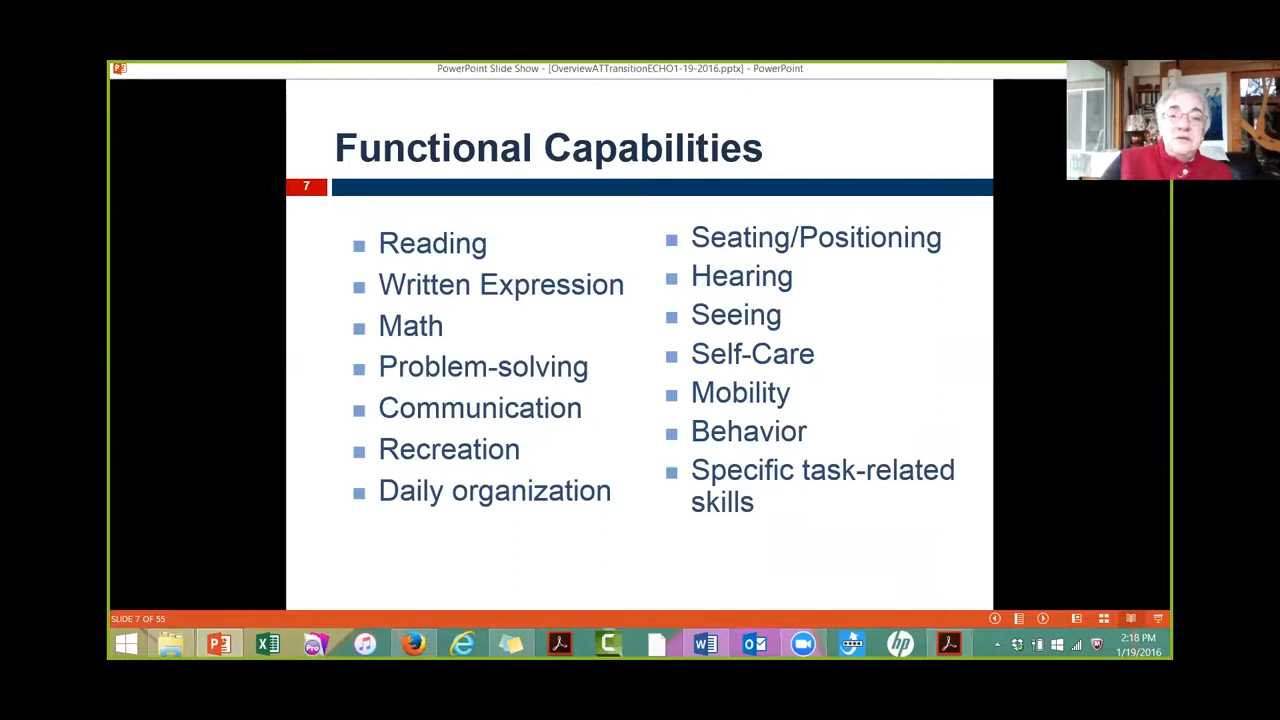 PowerPoint Slide Show - [OverviewATTransitionECHO1-19-2016.pptx] - PowerPoint
Functional Capabilities
7
Reading
Written Expression
Math
Problem-solving
Communication
Recreation
Daily organization
Seating/Positioning
Hearing
Seeing
Self-Care
Mobility
Behavior
Specific task-related
skills
SLIDE 7 OF 55
Pro
hp
2:18 PM
1/19/2016